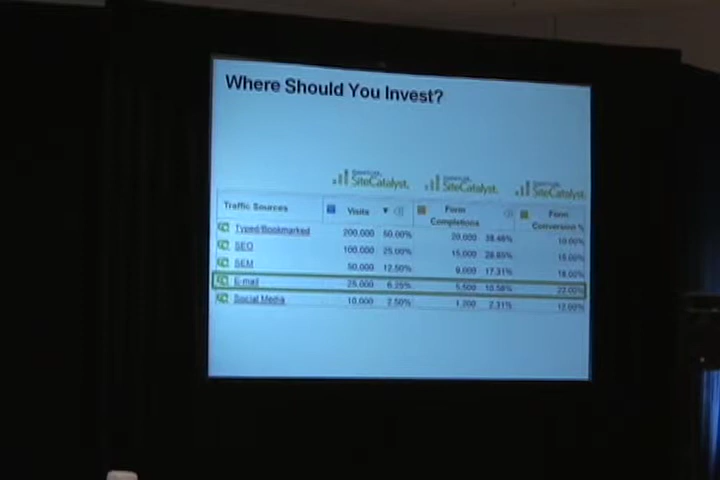 Where Should You Invest?
SiteCatalyst. SiteCatalyst. SiteCatalyst.
Traffic Sources Visits Form Completions Form Conversion %
Typed/Bookmarked 200,000 50.00% 20,000 38.46% 10.00%
SEO 100,000 25.00% 15,000 28.85% 15.00%
SEM 50,000 12.50% 9,000 17.31% 18.00%
E-mail 25,000 6.25% 5,500 10.58% 22.00%
Social Media 10,000 2.50% 1,200 2.31% 12.00%